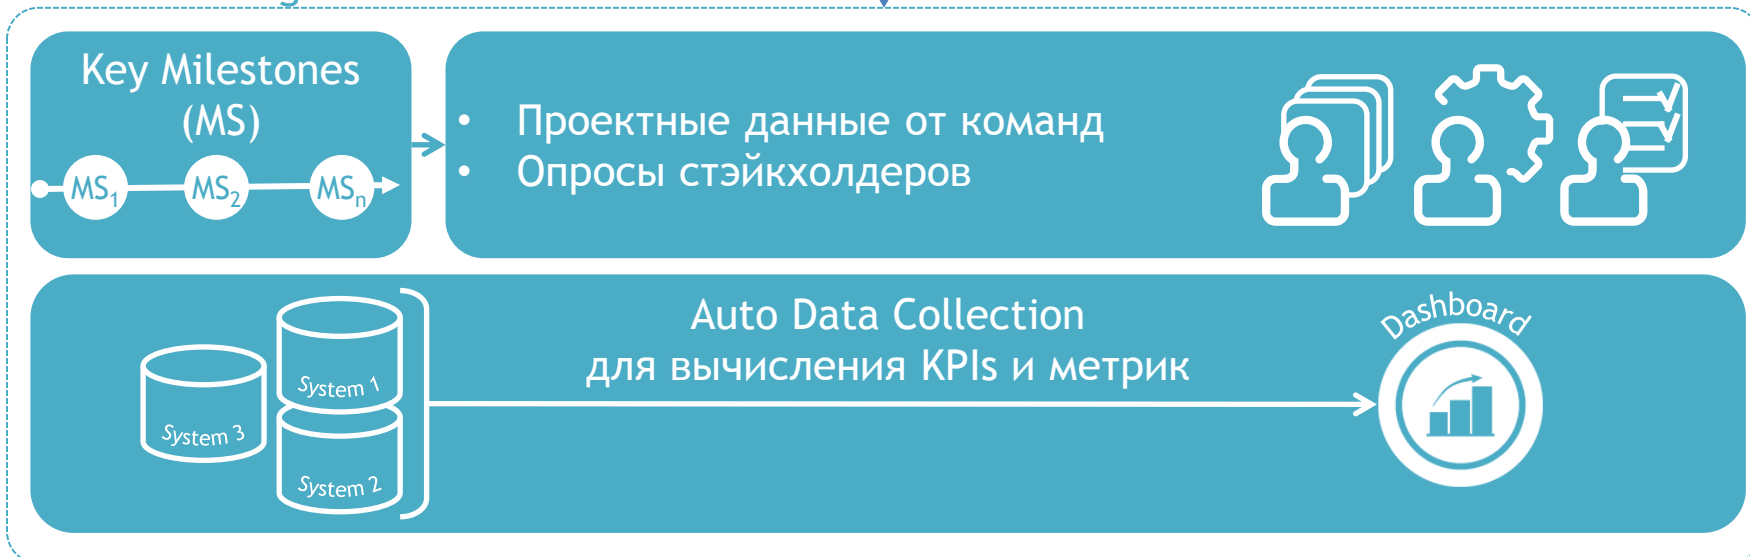 Key Milestones
(MS)
MS1 MS2 MSn
• Проектные данные от команд
• Опросы стэйкхолдеров
Auto Data Collection
для вычисления KPIs и метрик
System 1
System 3
System 2
Dashboard